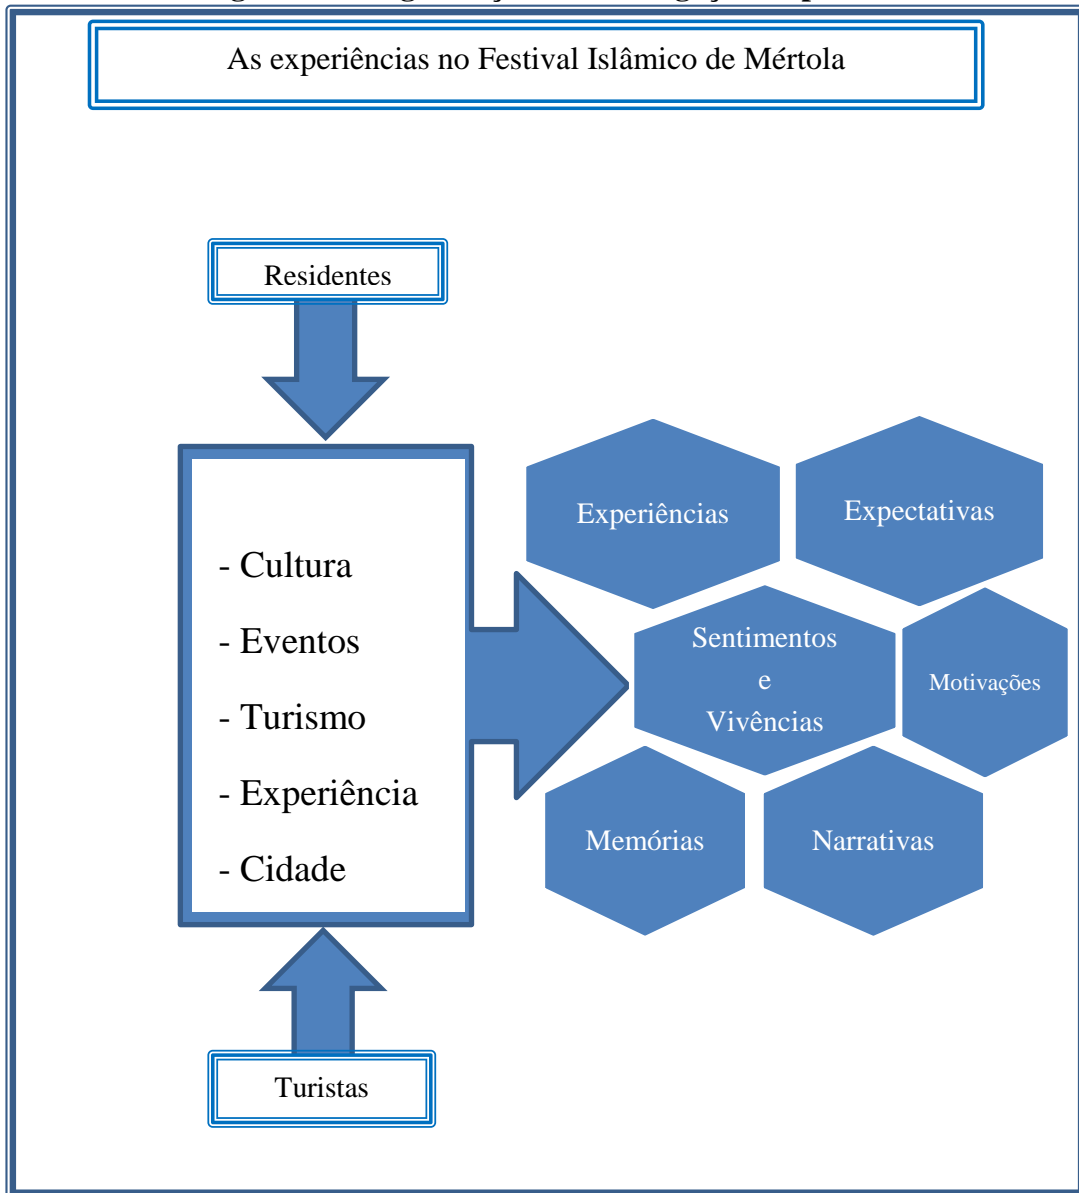 As experiências no Festival Islâmico de Mértola
Residentes
- Cultura
- Eventos
- Turismo
- Experiência
- Cidade
Experiências
Expectativas
Sentimentos
e
Vivências
Motivações
Memórias
Narrativas
Turistas